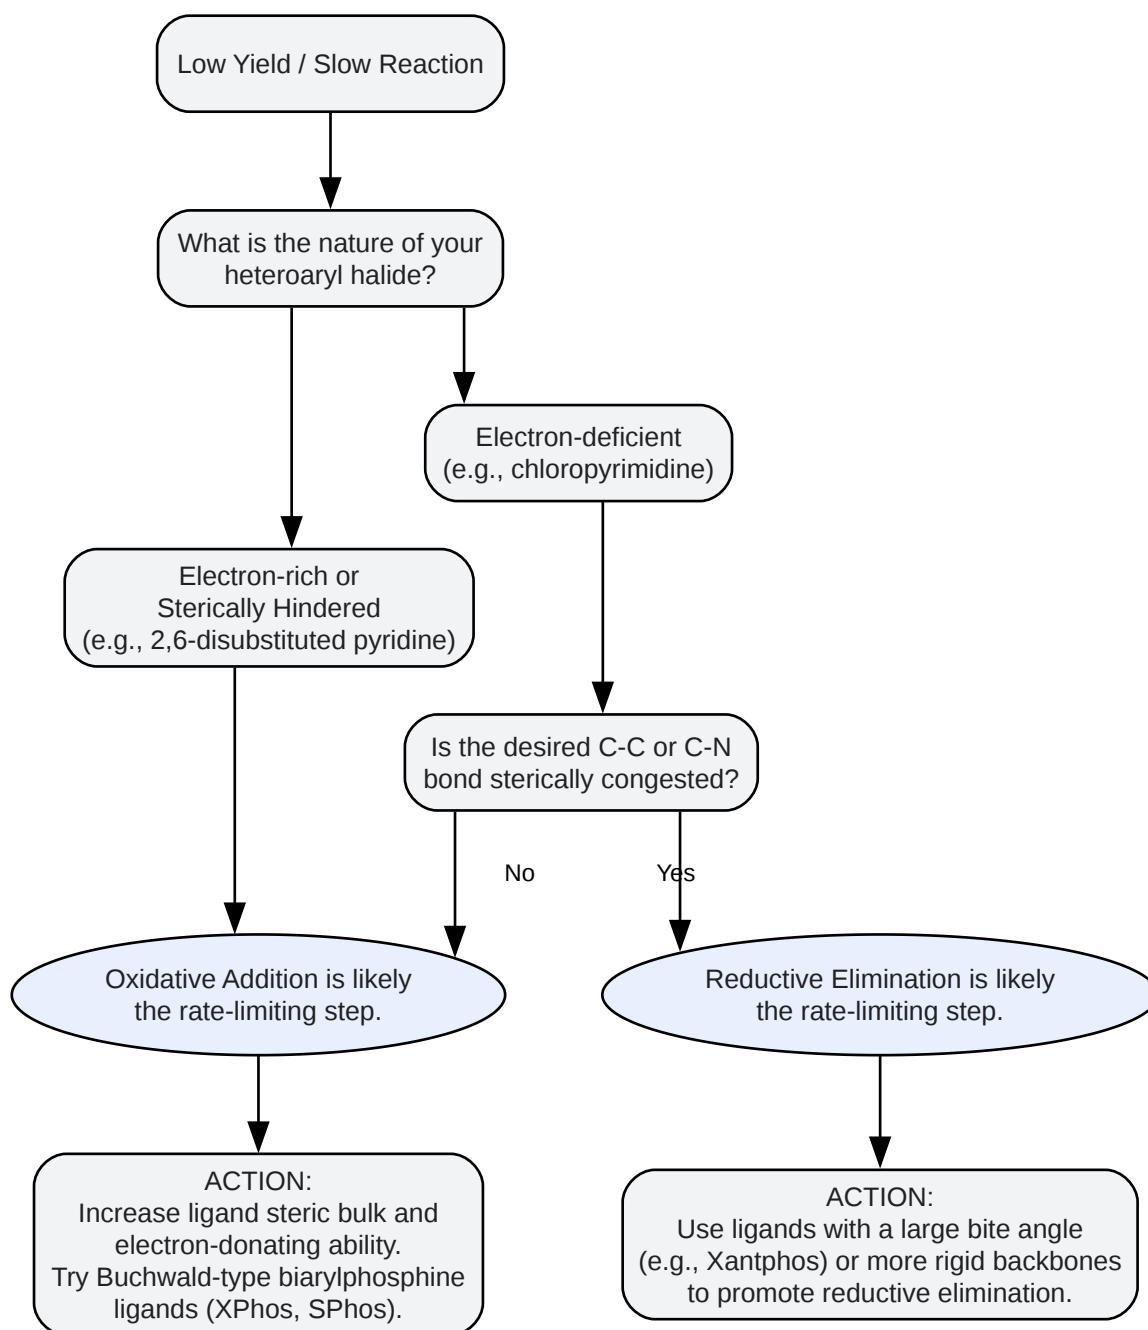 Low Yield / Slow Reaction
What is the nature of your
heteroaryl halide?
Electron-deficient
(e.g., chloropyrimidine)
Electron-rich or
Sterically Hindered
(e.g., 2,6-disubstituted pyridine)
Is the desired C-C or C-N
bond sterically congested?
No
Yes
Oxidative Addition is likely
the rate-limiting step.
Reductive Elimination is likely
the rate-limiting step.
ACTION:
Increase ligand steric bulk and
electron-donating ability.
Try Buchwald-type biarylphosphine
ligands (XPhos, SPhos).
ACTION:
Use ligands with a large bite angle
(e.g., Xantphos) or more rigid backbones
to promote reductive elimination.